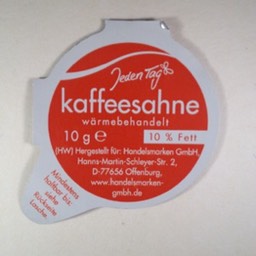 Jeden Tag
kaffeesahne
wärmebehandelt
10 g e
10 % Fett
(HW) Hergestellt für: Handelsmarken GmbH,
Hanns-Martin-Schleyer-Str. 2,
D-77656 Offenburg,
www.handelsmarken-
gmbh.de
Mindestens
haltbar bis:
siehe
Rückseite
Lasche